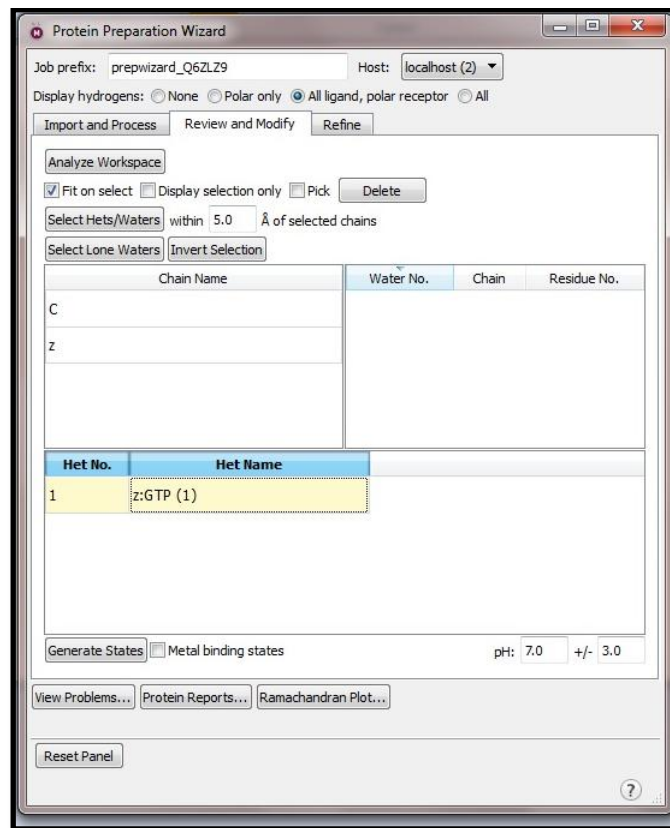 Protein Preparation Wizard
Job prefix: prepwizard_Q6ZLZ9 Host: localhost (2)
Display hydrogens: None Polar only All ligand, polar receptor All
Import and Process Review and Modify Refine
Analyze Workspace
Fit on select Display selection only Pick Delete
Select Hets/Waters within 5.0 Å of selected chains
Select Lone Waters Invert Selection
Chain Name Water No. Chain Residue No.
C
z
Het No. Het Name
1 z:GTP (1)
Generate States Metal binding states pH: 7.0 +/- 3.0
View Problems... Protein Reports... Ramachandran Plot...
Reset Panel
?